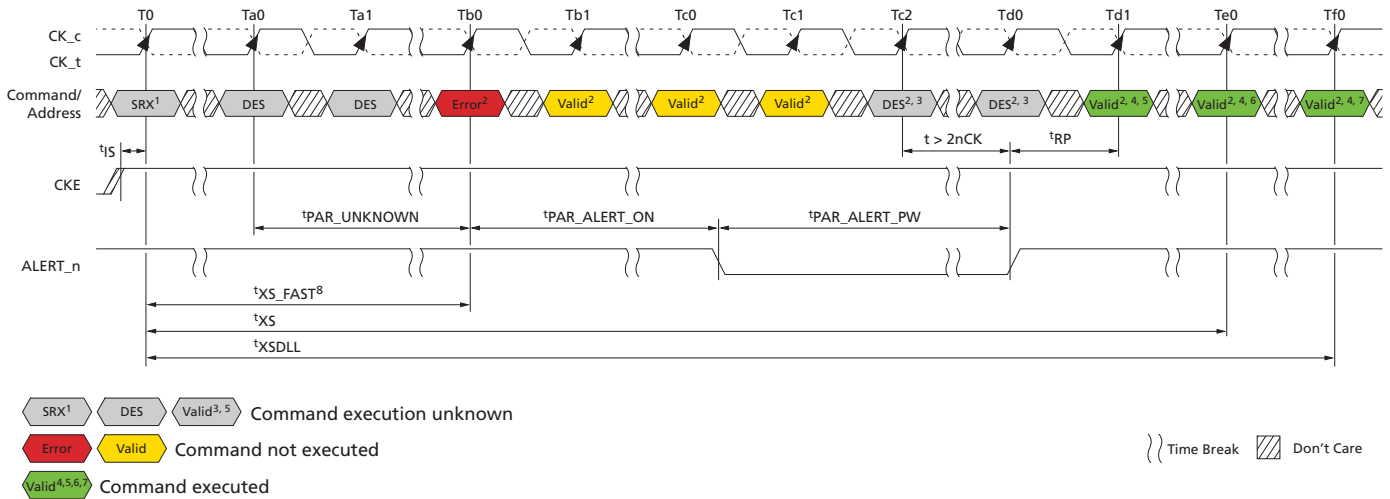 T0 Ta0 Ta1 Tb0 Tb1 Tc0 Tc1 Tc2 Td0 Td1 Te0 Tf0
CK_c
CK_t
Command/
Address
SRX1 DES DES Error2 Valid2 Valid2 Valid2 DES2, 3 DES2, 3 Valid2, 4, 5 Valid2, 4, 6 Valid2, 4, 7
tIS t > 2nCK tRP
CKE
tPAR_UNKNOWN tPAR_ALERT_ON tPAR_ALERT_PW
ALERT_n
tXS_FAST8
tXS
tXSDLL
SRX1 DES Valid3, 5 Command execution unknown
Error Valid Command not executed
Time Break Don't Care
Valid4,5,6,7 Command executed